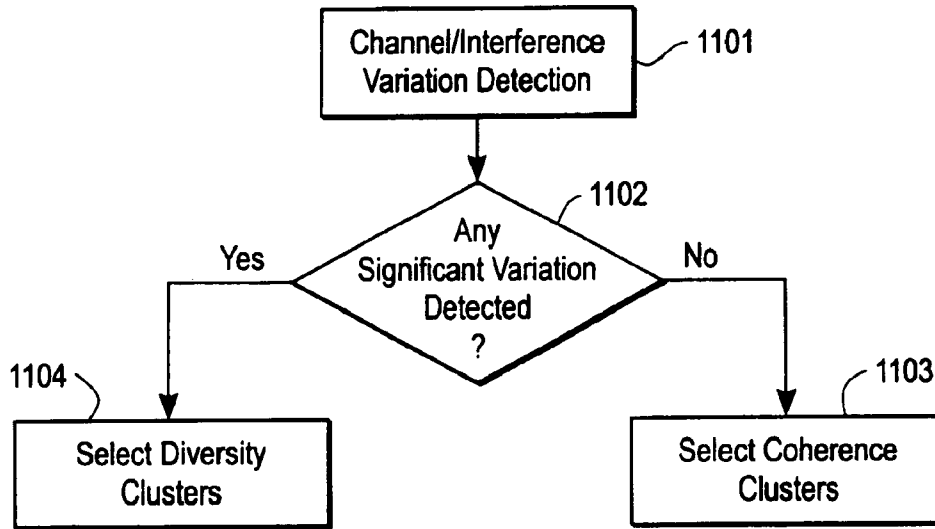 Channel/Interference
Variation Detection
1101
1102
Any
Significant Variation
Detected
?
Yes
No
1104
Select Diversity
Clusters
1103
Select Coherence
Clusters